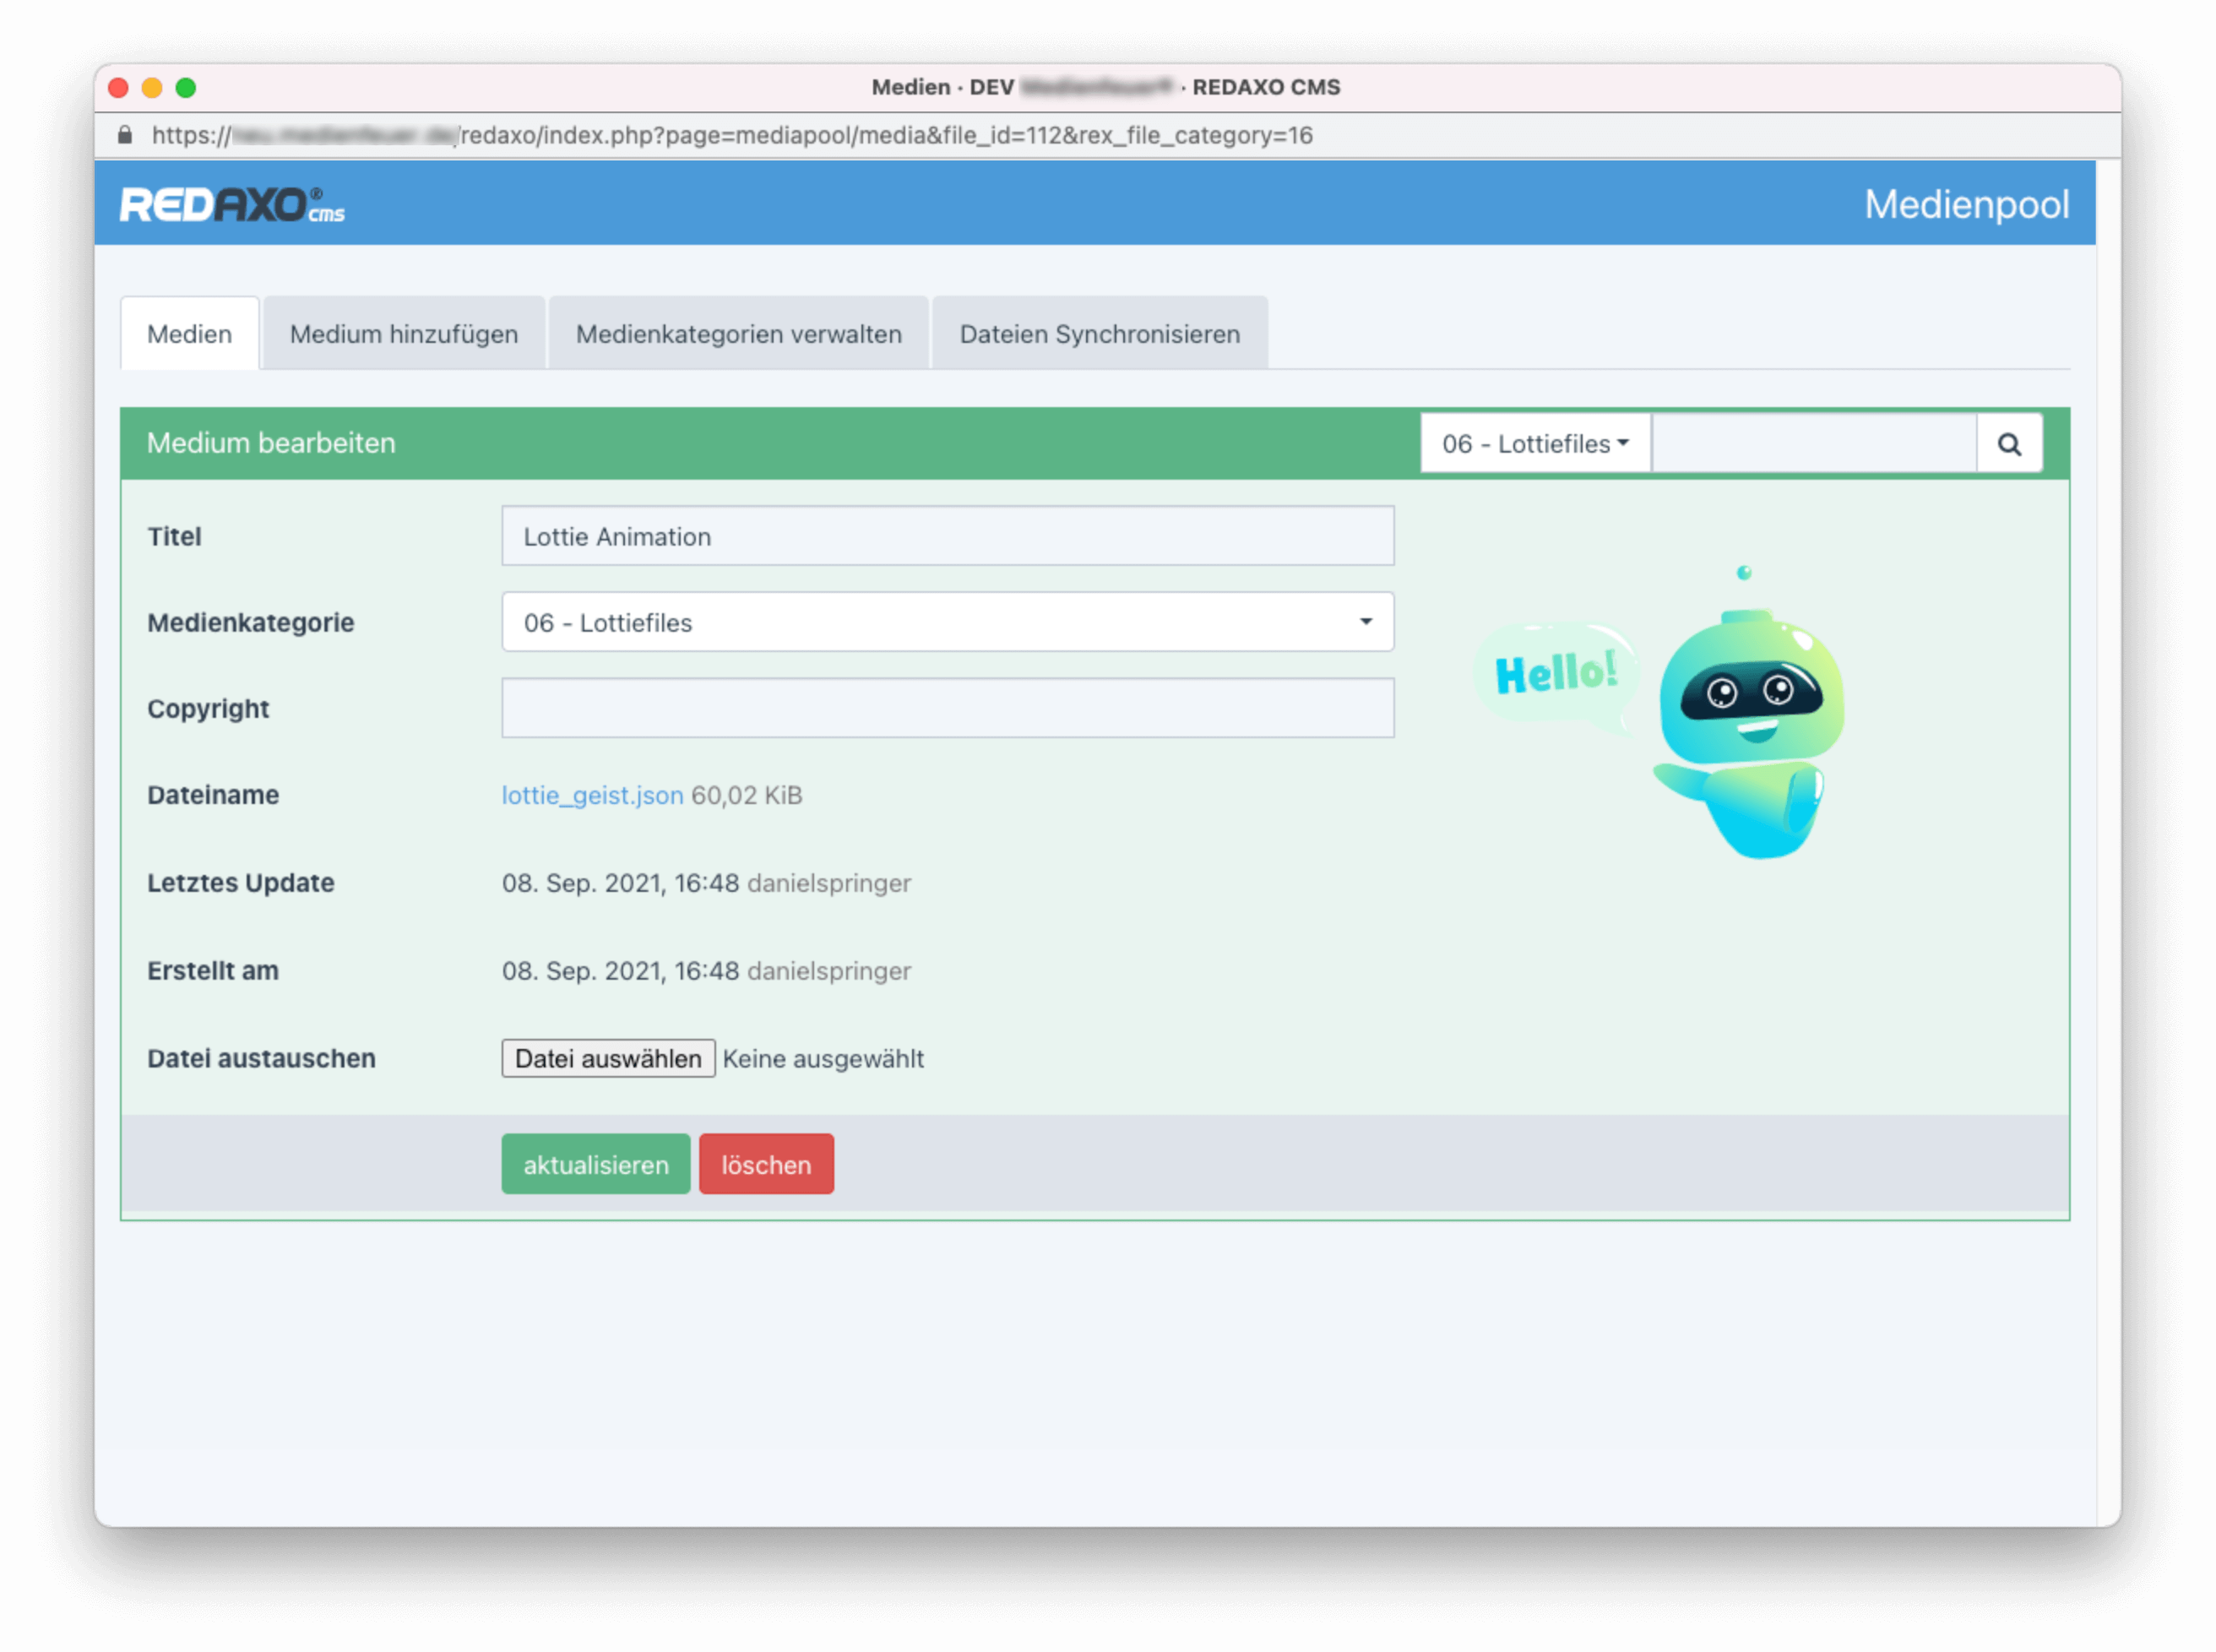 Medien · DEV · REDAXO CMS
https:// /redaxo/index.php?page=mediapool/media&file_id=112&rex_file_category=16
REDAXO® cms
Medienpool
Medien
Medium hinzufügen
Medienkategorien verwalten
Dateien Synchronisieren
Medium bearbeiten
06 - Lottiefiles
Titel
Lottie Animation
Medienkategorie
06 - Lottiefiles
Hello!
Copyright
Dateiname
lottie_geist.json 60,02 KiB
Letztes Update
08. Sep. 2021, 16:48 danielspringer
Erstellt am
08. Sep. 2021, 16:48 danielspringer
Datei austauschen
Datei auswählen Keine ausgewählt
aktualisieren
löschen